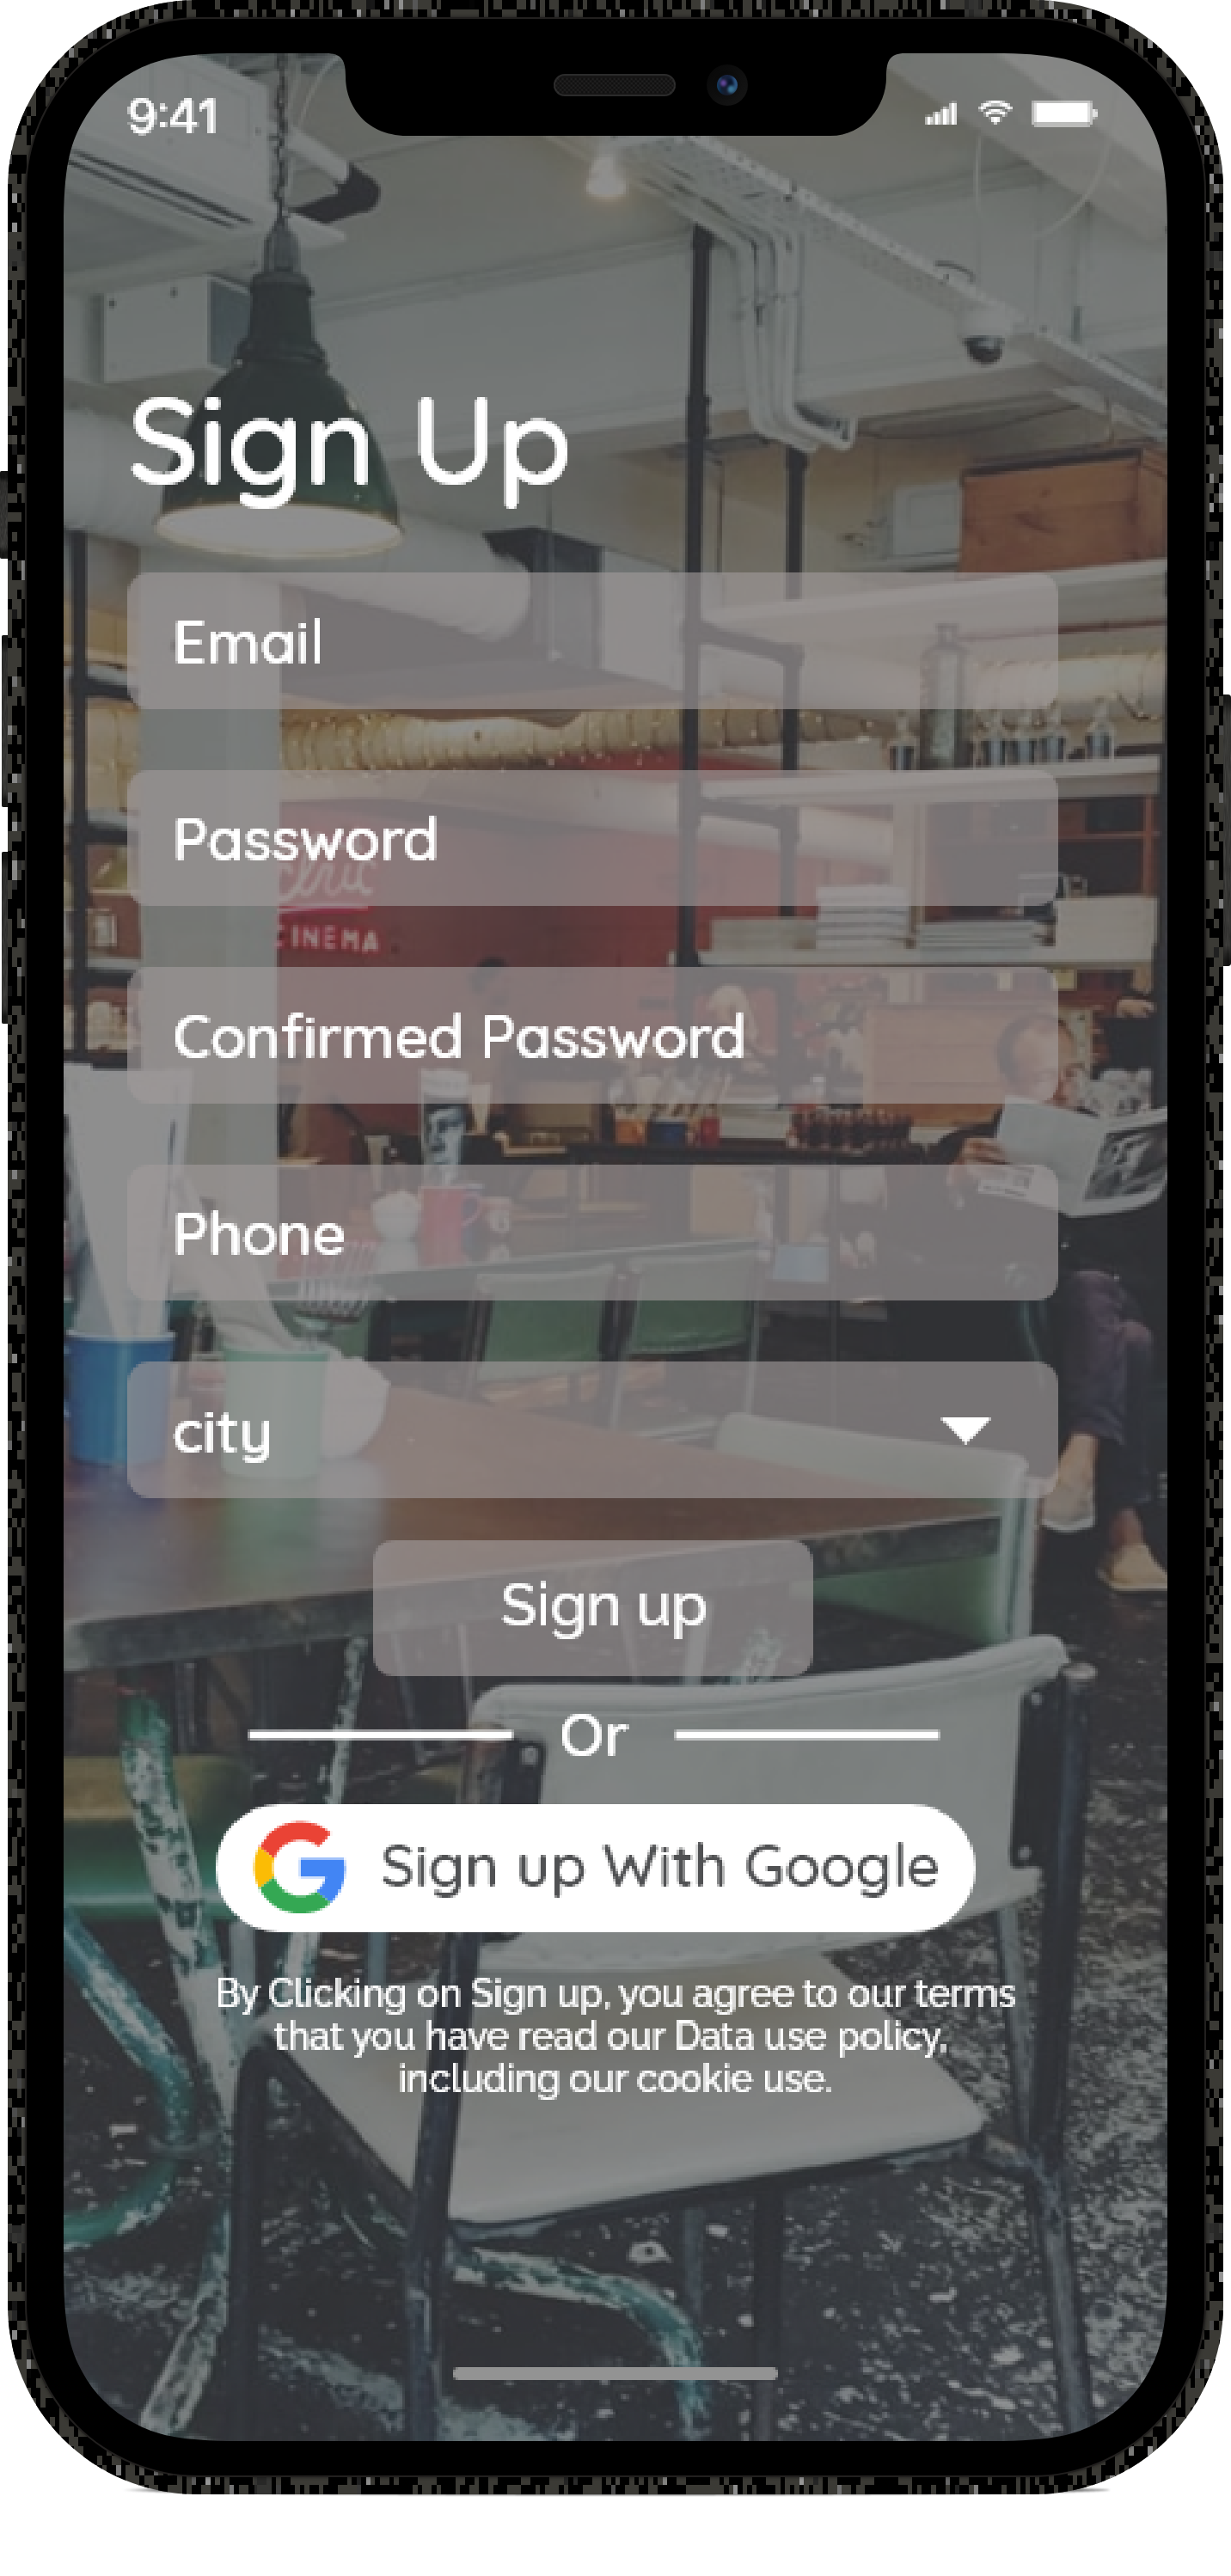 9:41
Sign Up
Email
Password
CINEMA
Confirmed Password
Phone
city
Sign up
Or
Sign up With Google
By Clicking on Sign up, you agree to our terms
that you have read our Data use policy,
including our cookie use.